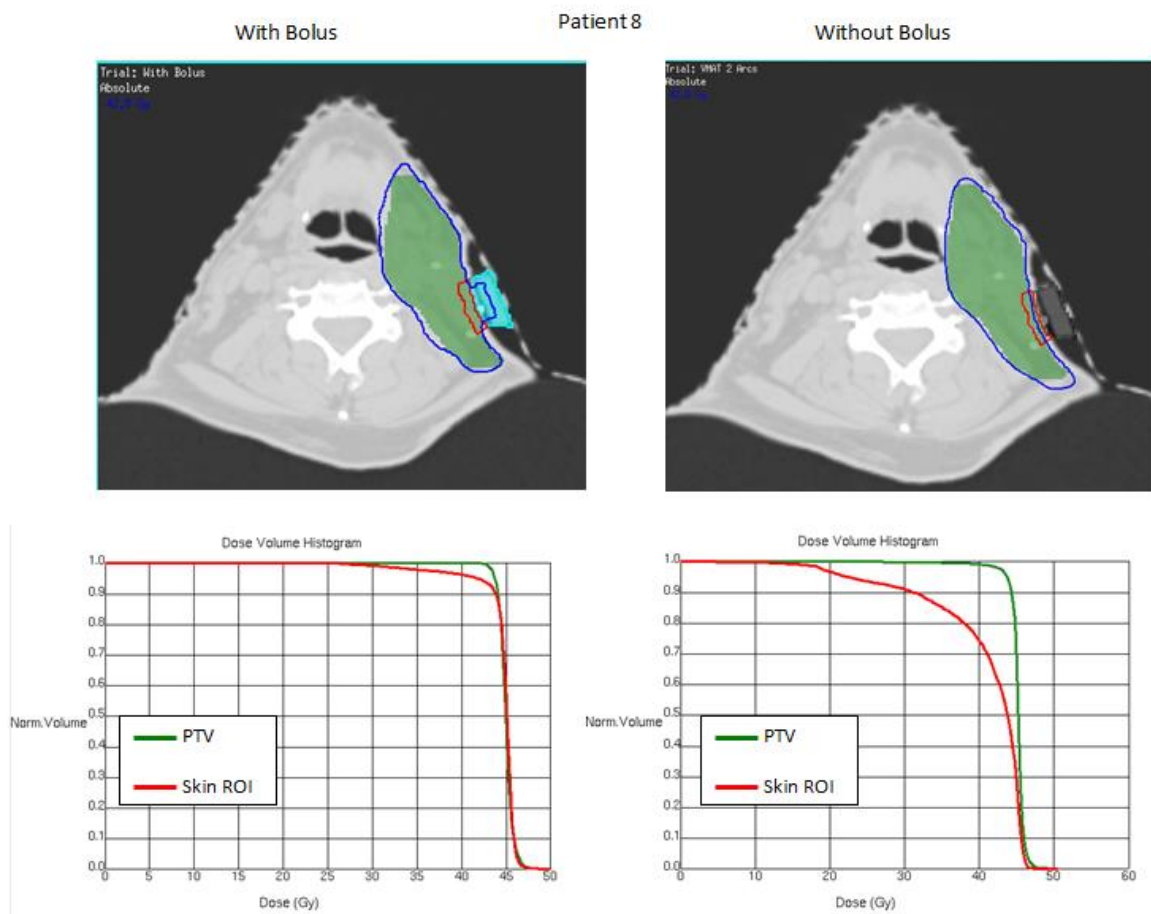 Patient 8
With Bolus
Without Bolus
Trial: With Bolus
Absolute
Trial: VMAT 2 Arcs
Absolute
Dose Volume Histogram
1.0
0.9
0.8
0.7
0.6
Norm.Volume
0.5
0.4
0.3
0.2
0.1
0.0
PTV
Skin ROI
0 5 10 15 20 25 30 35 40 45 50
Dose (Gy)
Dose Volume Histogram
1.0
0.9
0.8
0.7
0.6
Norm.Volume
0.5
0.4
0.3
0.2
0.1
0.0
PTV
Skin ROI
0 10 20 30 40 50 60
Dose (Gy)